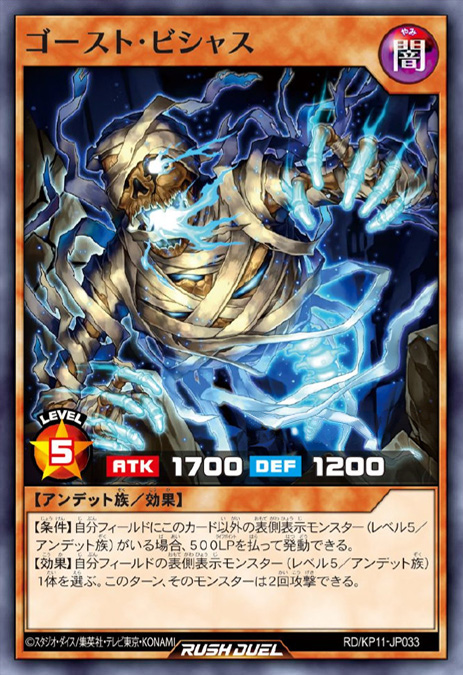 ゴースト・ビシャス
やみ
闇
LEVEL
5
ATK 1700 DEF 1200
【アンデット族/効果】
【条件】自分フィールドにこのカード以外の表側表示モンスター(レベル5/
アンデット族)がいる場合、500LPを払って発動できる。
【効果】自分フィールドの表側表示モンスター(レベル5/アンデット族)
1体を選ぶ。このターン、そのモンスターは2回攻撃できる。
©スタジオ・ダイス/集英社・テレビ東京・KONAMI
RUSH DUEL
RD/KP11-JP033